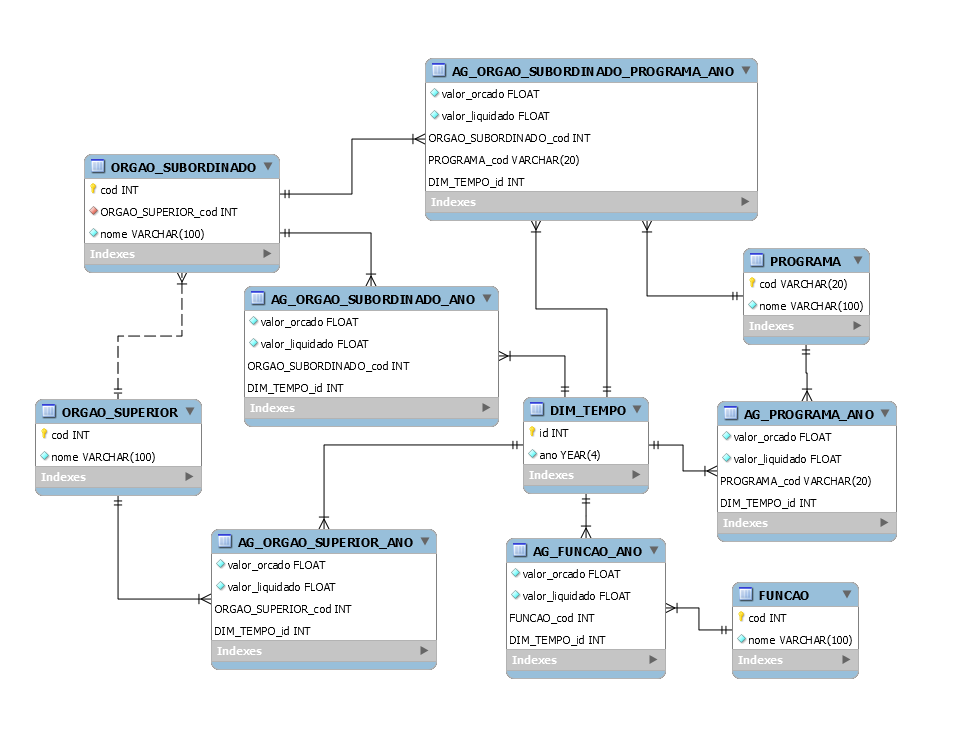 AG_ORGAO_SUBORDINADO_PROGRAMA_ANO
valor_orcado FLOAT
valor_liquidado FLOAT
ORGAO_SUBORDINADO_cod INT
PROGRAMA_cod VARCHAR(20)
DIM_TEMPO_id INT
Indexes
ORGAO_SUBORDINADO
cod INT
ORGAO_SUPERIOR_cod INT
nome VARCHAR(100)
Indexes
PROGRAMA
cod VARCHAR(20)
nome VARCHAR(100)
Indexes
AG_ORGAO_SUBORDINADO_ANO
valor_orcado FLOAT
valor_liquidado FLOAT
ORGAO_SUBORDINADO_cod INT
DIM_TEMPO_id INT
Indexes
ORGAO_SUPERIOR
cod INT
nome VARCHAR(100)
Indexes
DIM_TEMPO
id INT
ano YEAR(4)
Indexes
AG_PROGRAMA_ANO
valor_orcado FLOAT
valor_liquidado FLOAT
PROGRAMA_cod VARCHAR(20)
DIM_TEMPO_id INT
Indexes
AG_ORGAO_SUPERIOR_ANO
valor_orcado FLOAT
valor_liquidado FLOAT
ORGAO_SUPERIOR_cod INT
DIM_TEMPO_id INT
Indexes
AG_FUNCAO_ANO
valor_orcado FLOAT
valor_liquidado FLOAT
FUNCAO_cod INT
DIM_TEMPO_id INT
Indexes
FUNCAO
cod INT
nome VARCHAR(100)
Indexes